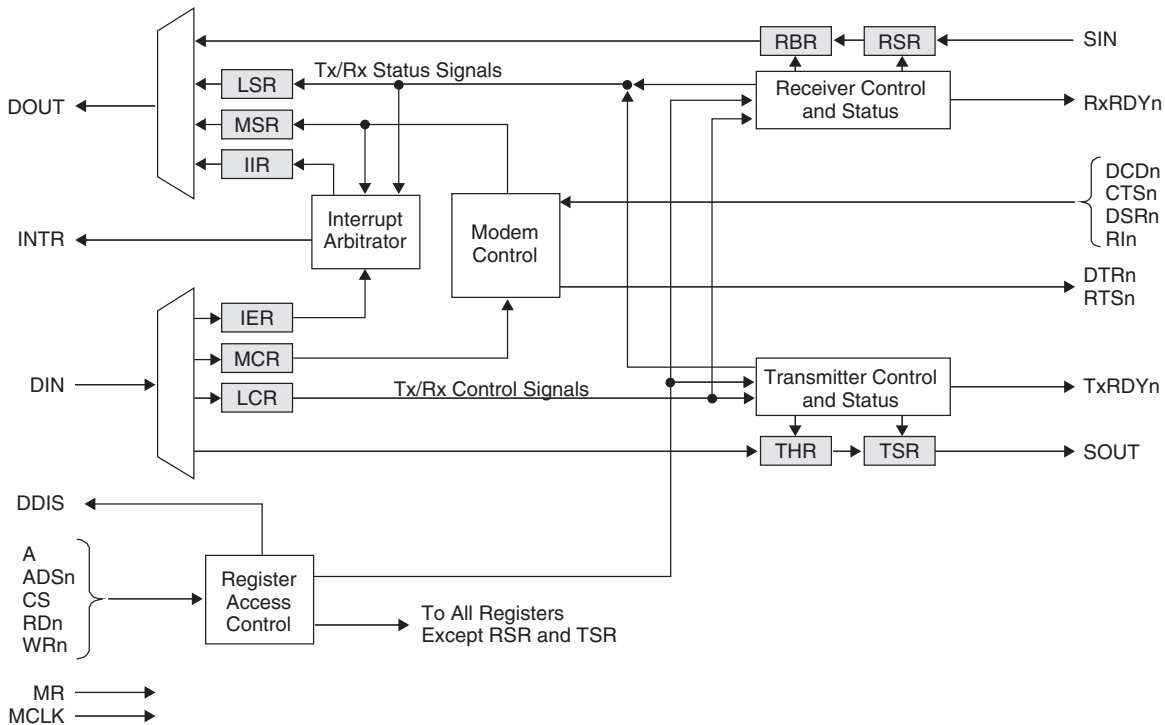 RBR
RSR
SIN
Tx/Rx Status Signals
LSR
Receiver Control
and Status
DOUT
RxRDYn
MSR
IIR
DCDn
CTSn
DSRn
RIn
Interrupt
Arbitrator
Modem
Control
INTR
DTRn
RTSn
IER
MCR
DIN
LCR
Tx/Rx Control Signals
Transmitter Control
and Status
TxRDYn
THR
TSR
SOUT
DDIS
A
ADSn
CS
RDn
WRn
Register
Access
Control
To All Registers
Except RSR and TSR
MR
MCLK